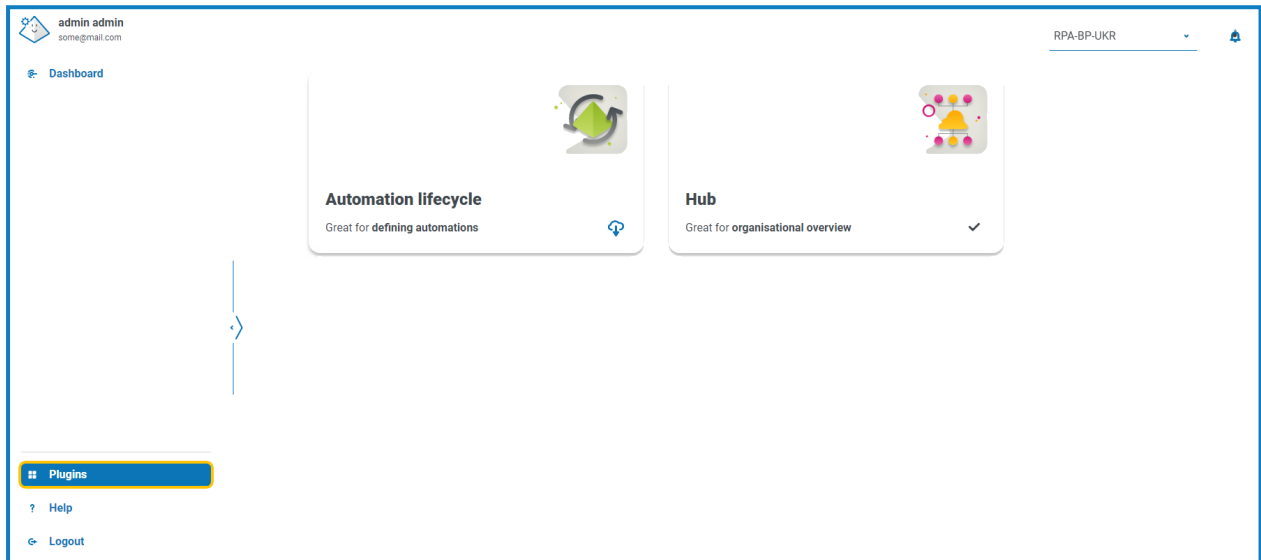 admin admin
some@mail.com
RPA-BP-UKR
Dashboard
Automation lifecycle
Great for defining automations
Hub
Great for organisational overview
Plugins
? Help
Logout